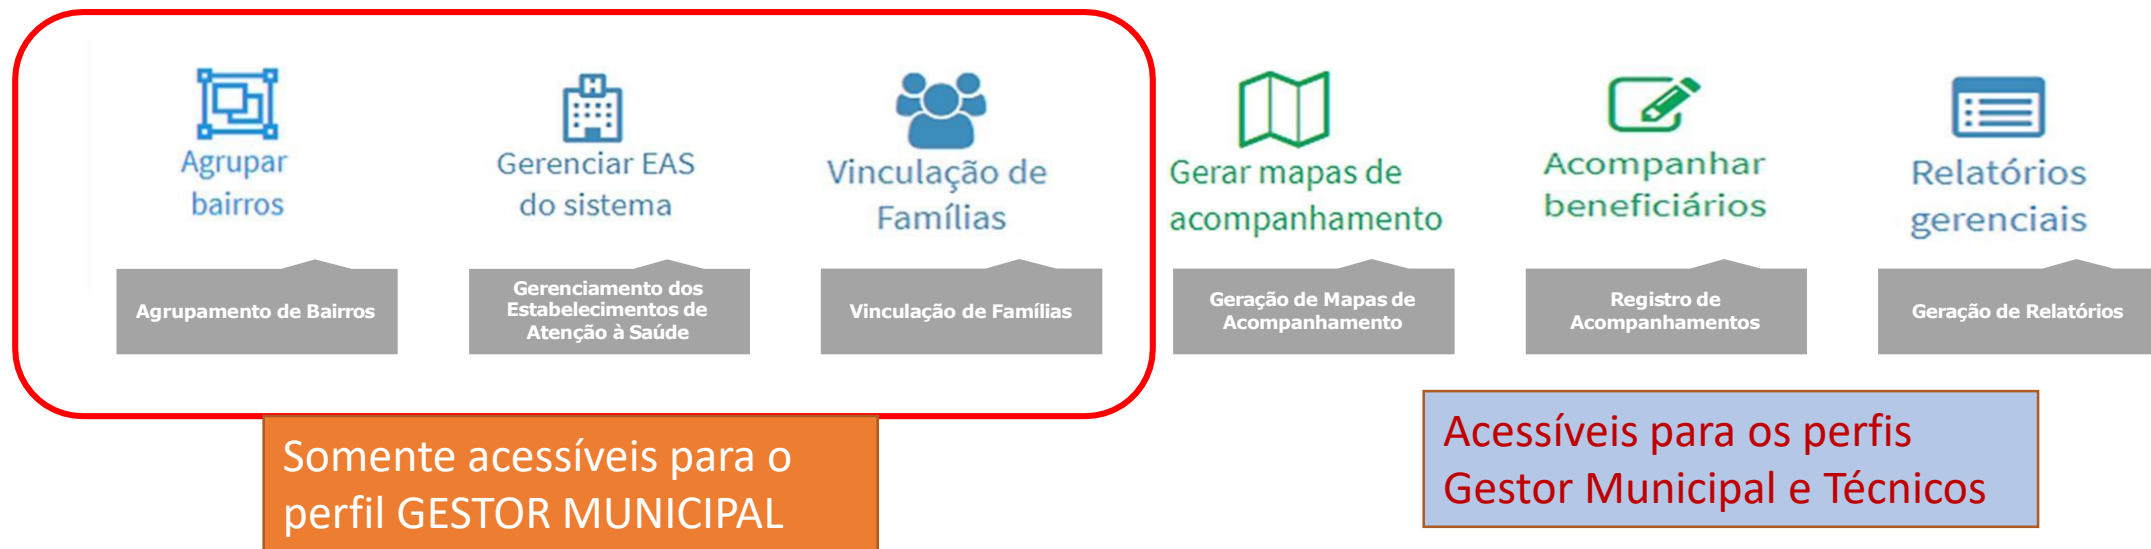 Agrupar
bairros
Gerenciar EAS
do sistema
Vinculação de
Famílias
Gerar mapas de
acompanhamento
Acompanhar
beneficiários
Relatórios
gerenciais
Agrupamento de Bairros
Gerenciamento dos
Estabelecimentos de
Atenção à Saúde
Vinculação de Famílias
Geração de Mapas de
Acompanhamento
Registro de
Acompanhamentos
Geração de Relatórios
Somente acessíveis para o
perfil GESTOR MUNICIPAL
Acessíveis para os perfis
Gestor Municipal e Técnicos